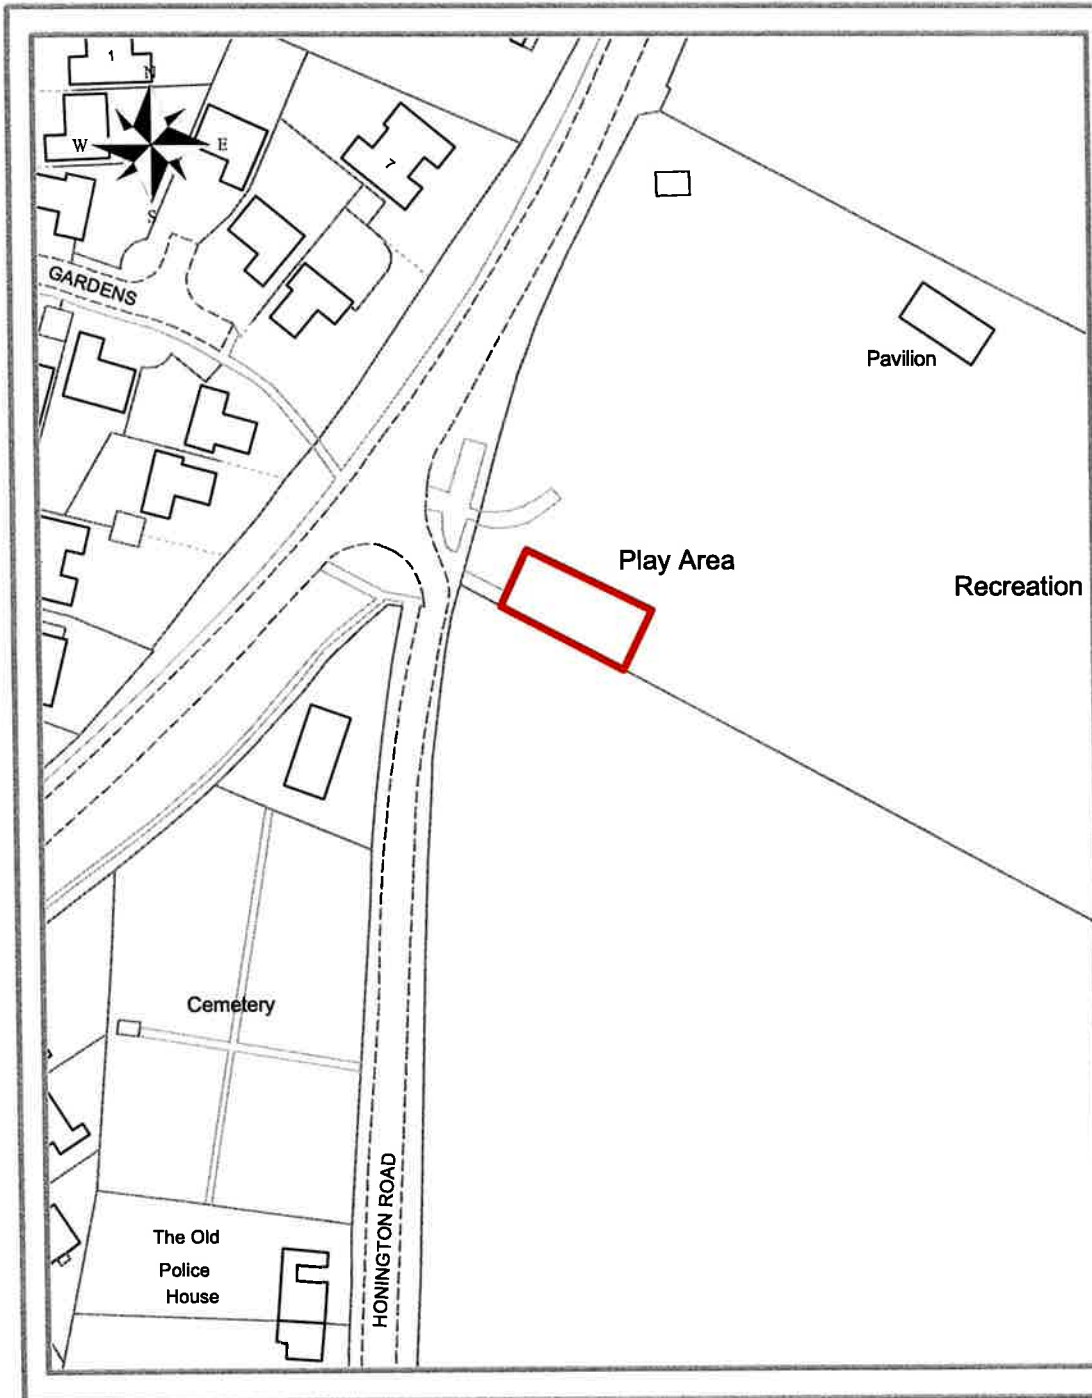 1
N
W
E
S
7
GARDENS
Pavilion
Play Area
Recreation
Cemetery
HONINGTON ROAD
The Old
Police
House